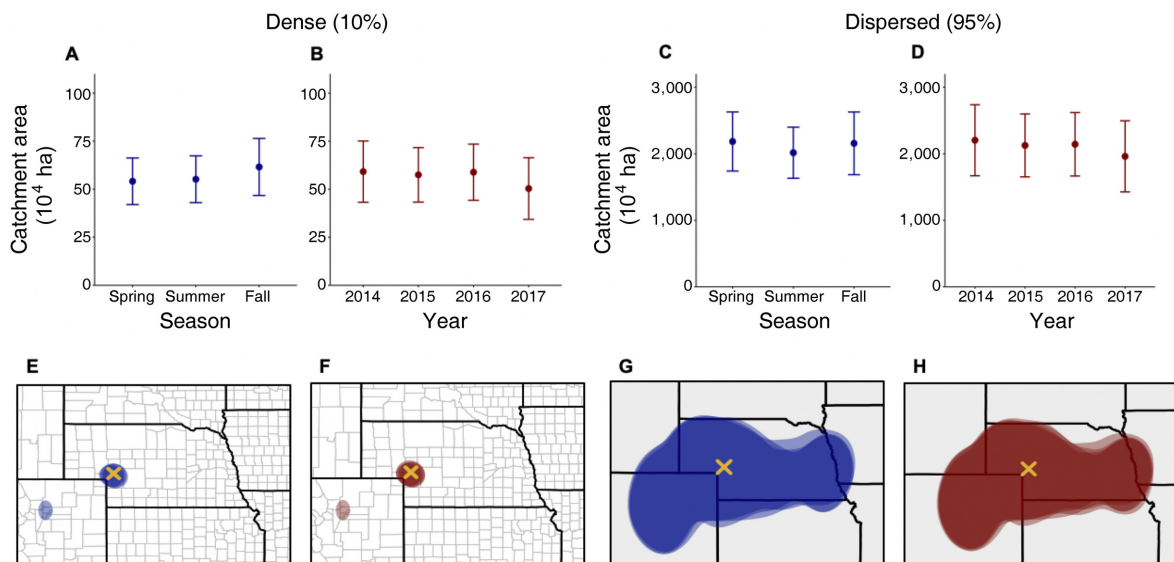 Dense (10%)
Dispersed (95%)
A
B
C
D
Catchment area
(10⁴ ha)
100
75
50
25
0
Spring Summer Fall
Season
100
75
50
25
0
2014 2015 2016 2017
Year
Catchment area
(10⁴ ha)
3,000
2,000
1,000
0
Spring Summer Fall
Season
3,000
2,000
1,000
0
2014 2015 2016 2017
Year
E
F
G
H